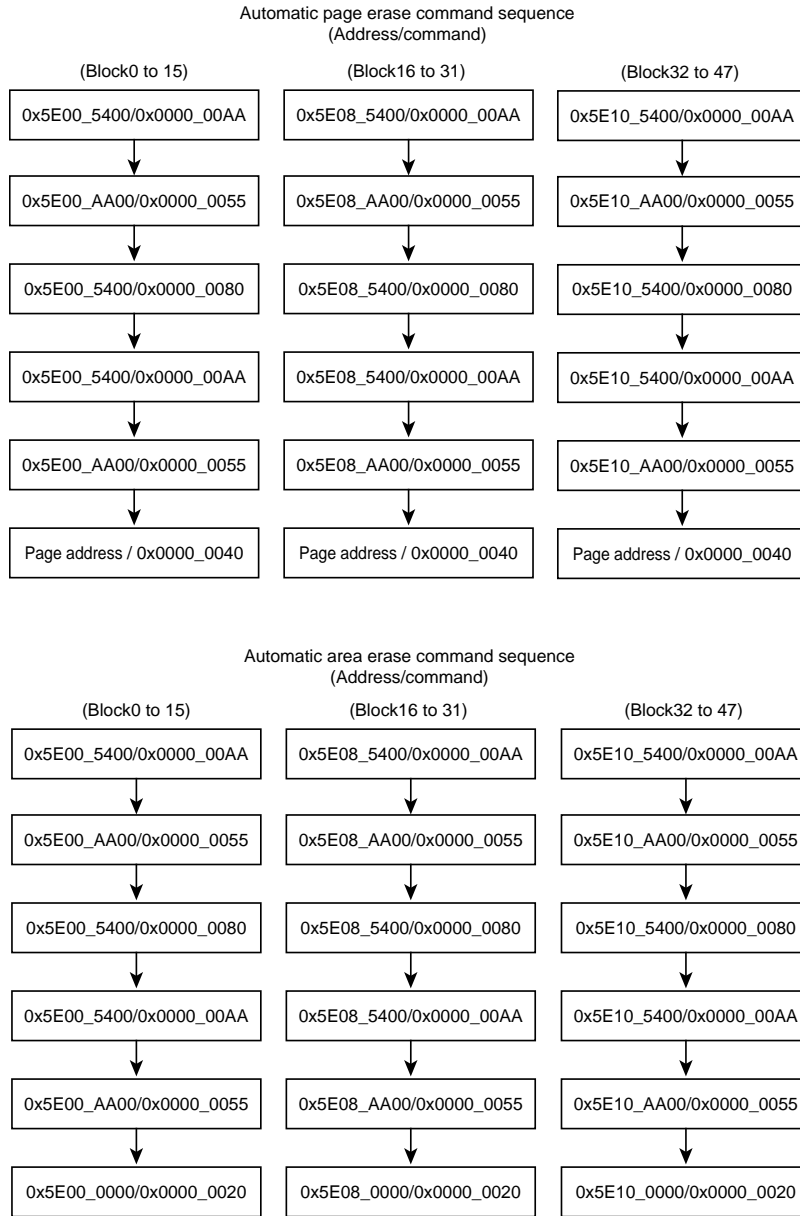 Automatic page erase command sequence
(Address/command)
(Block0 to 15)
(Block16 to 31)
(Block32 to 47)
0x5E00_5400/0x0000_00AA
0x5E08_5400/0x0000_00AA
0x5E10_5400/0x0000_00AA
0x5E00_AA00/0x0000_0055
0x5E08_AA00/0x0000_0055
0x5E10_AA00/0x0000_0055
0x5E00_5400/0x0000_0080
0x5E08_5400/0x0000_0080
0x5E10_5400/0x0000_0080
0x5E00_5400/0x0000_00AA
0x5E08_5400/0x0000_00AA
0x5E10_5400/0x0000_00AA
0x5E00_AA00/0x0000_0055
0x5E08_AA00/0x0000_0055
0x5E10_AA00/0x0000_0055
Page address / 0x0000_0040
Page address / 0x0000_0040
Page address / 0x0000_0040
Automatic area erase command sequence
(Address/command)
(Block0 to 15)
(Block16 to 31)
(Block32 to 47)
0x5E00_5400/0x0000_00AA
0x5E08_5400/0x0000_00AA
0x5E10_5400/0x0000_00AA
0x5E00_AA00/0x0000_0055
0x5E08_AA00/0x0000_0055
0x5E10_AA00/0x0000_0055
0x5E00_5400/0x0000_0080
0x5E08_5400/0x0000_0080
0x5E10_5400/0x0000_0080
0x5E00_5400/0x0000_00AA
0x5E08_5400/0x0000_00AA
0x5E10_5400/0x0000_00AA
0x5E00_AA00/0x0000_0055
0x5E08_AA00/0x0000_0055
0x5E10_AA00/0x0000_0055
0x5E00_0000/0x0000_0020
0x5E08_0000/0x0000_0020
0x5E10_0000/0x0000_0020